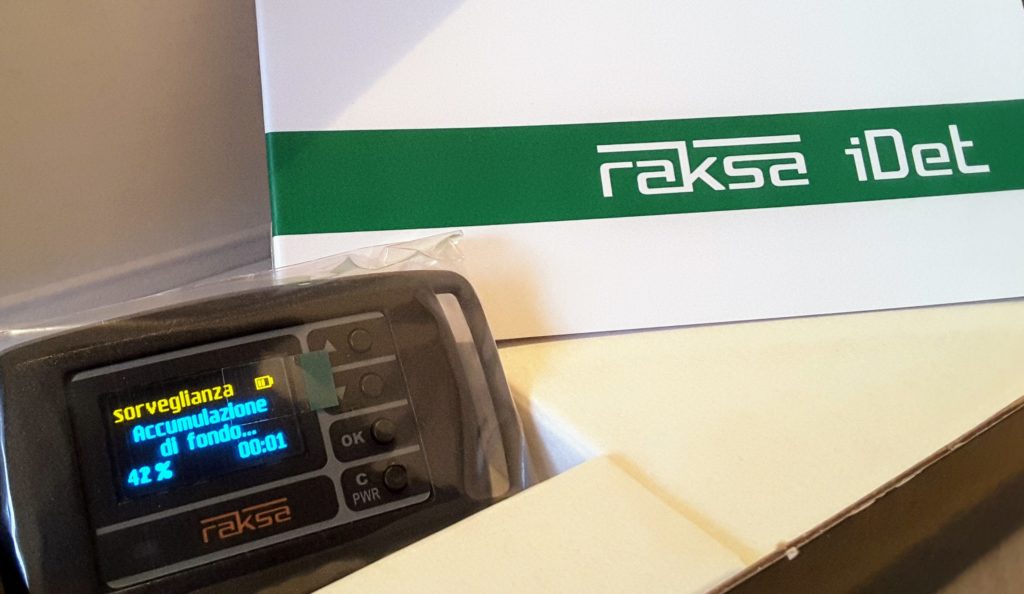 raksa iDet
sorveglianza
Accumulazione
di fondo...
42% 00:01
OK
C
PWR
raksa